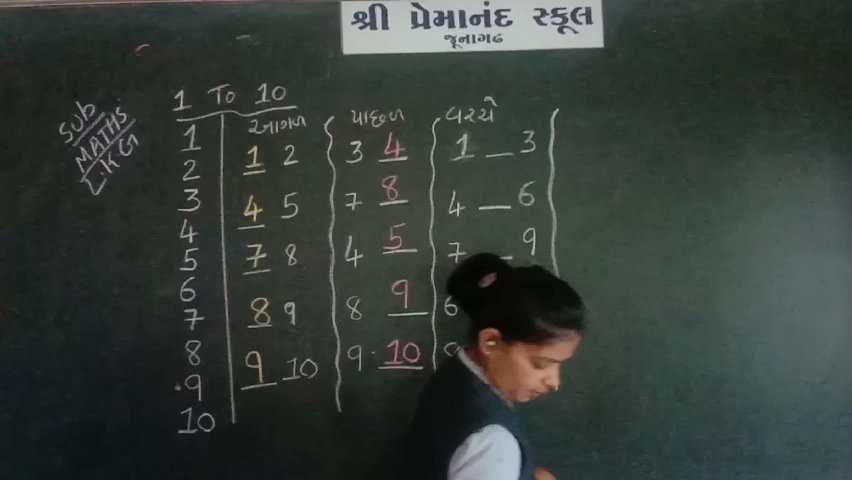 શ્રી પ્રેમાનંદ સ્કૂલ
જૂનાગઢ
SUB
MATHS
L.KG
1 To 10
આગળ પાછળ વચ્ચે
1
2
3
4
5
6
7
8
9
10
1 2
4 5
7 8
8 9
9 10
3 4
7 8
4 5
8 9
9 10
1 _ 3
4 _ 6
7 _ 9
6